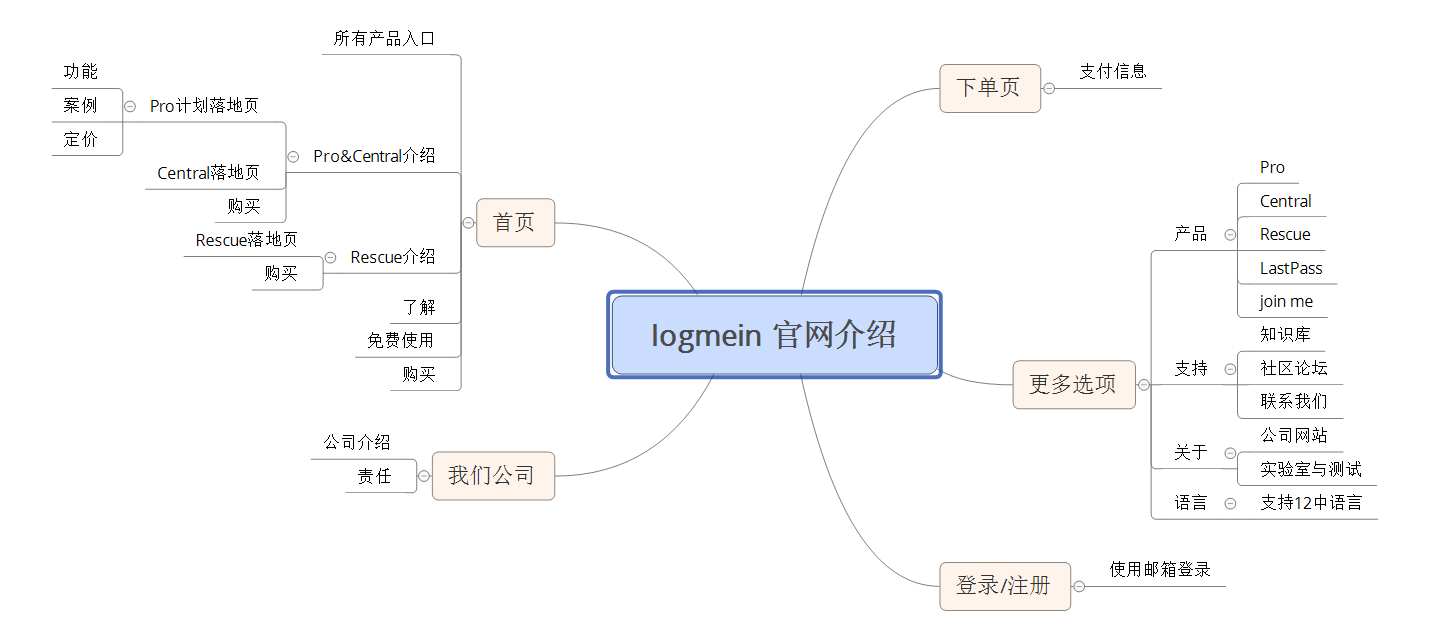 logmein 官网介绍
首页
所有产品入口
Pro&Central介绍
Pro计划落地页
功能
案例
定价
Central落地页
购买
Rescue介绍
Rescue落地页
购买
了解
免费使用
购买
我们公司
公司介绍
责任
下单页
支付信息
更多选项
产品
Pro
Central
Rescue
LastPass
join me
支持
知识库
社区论坛
联系我们
关于
公司网站
实验室与测试
语言
支持12中语言
登录/注册
使用邮箱登录